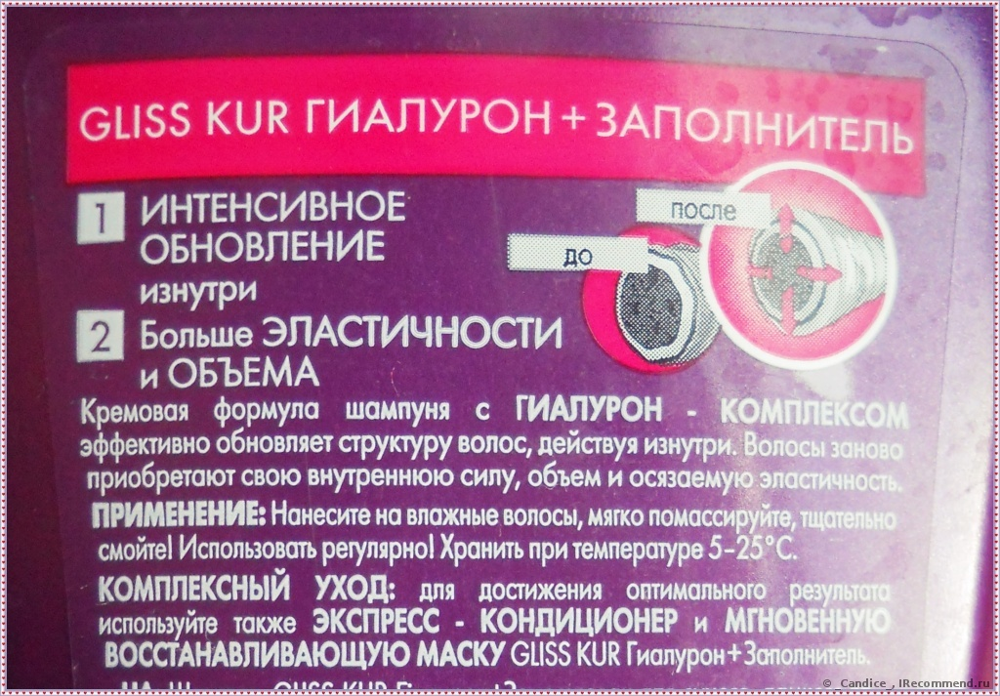 GLISS KUR ГИАЛУРОН + ЗАПОЛНИТЕЛЬ
1 ИНТЕНСИВНОЕ
ОБНОВЛЕНИЕ
изнутри
2 Больше ЭЛАСТИЧНОСТИ
и ОБЪЕМА
до
после
Кремовая формула шампуня с ГИАЛУРОН - КОМПЛЕКСОМ
эффективно обновляет структуру волос, действуя изнутри. Волосы заново
приобретают свою внутреннюю силу, объем и осязаемую эластичность.
ПРИМЕНЕНИЕ: Нанесите на влажные волосы, мягко помассируйте, тщательно
смойте! Использовать регулярно! Хранить при температуре 5-25°С.
КОМПЛЕКСНЫЙ УХОД: для достижения оптимального результата
используйте также ЭКСПРЕСС - КОНДИЦИОНЕР и МГНОВЕННУЮ
ВОССТАНАВЛИВАЮЩУЮ МАСКУ GLISS KUR Гиалурон+Заполнитель.
GLISS KUR
© Candice , IRecommend.ru